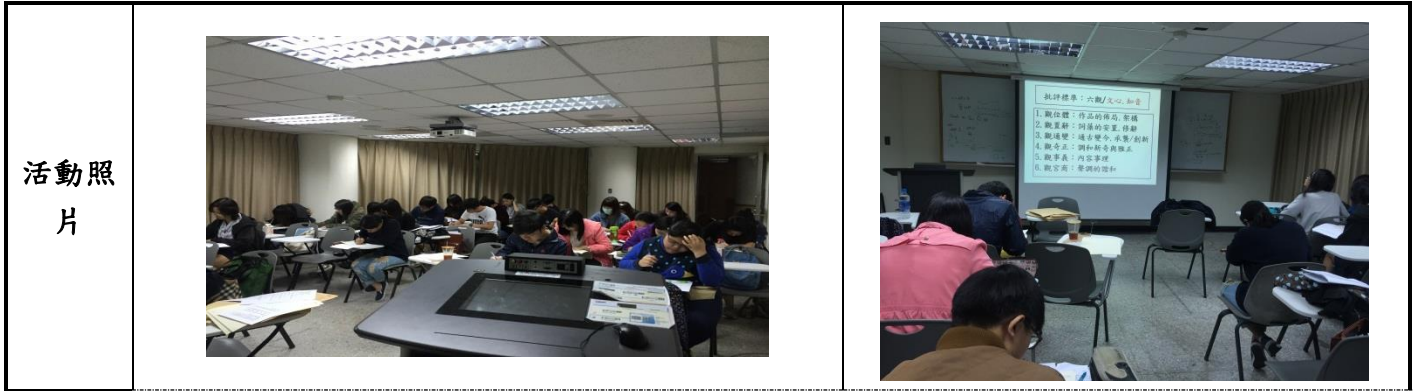 活動照
片
批評標準：六觀/文心.知音
1.觀位體：作品的佈局.架構
2.觀置辭：詞藻的安置.修辭
3.觀通變：通古變今.承襲/創新
4.觀奇正：調和新奇與雅正
5.觀事義：內容事理
6.觀宮商：聲調的諧和